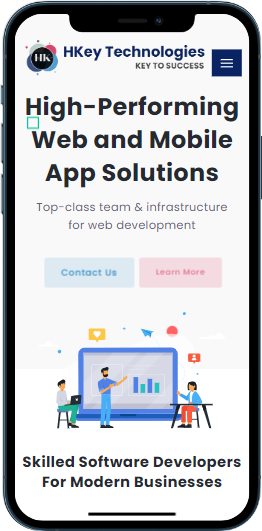 HK
HKey Technologies
KEY TO SUCCESS
High-Performing
Web and Mobile
App Solutions
Top-class team & infrastructure
for web development
Contact Us
Learn More
Skilled Software Developers
For Modern Businesses